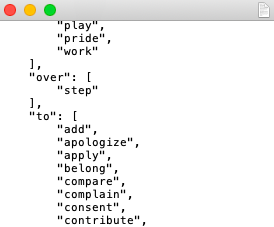 "play",
"pride",
"work"
],
"over": [
"step"
],
"to": [
"add",
"apologize",
"apply",
"belong",
"compare",
"complain",
"consent",
"contribute",